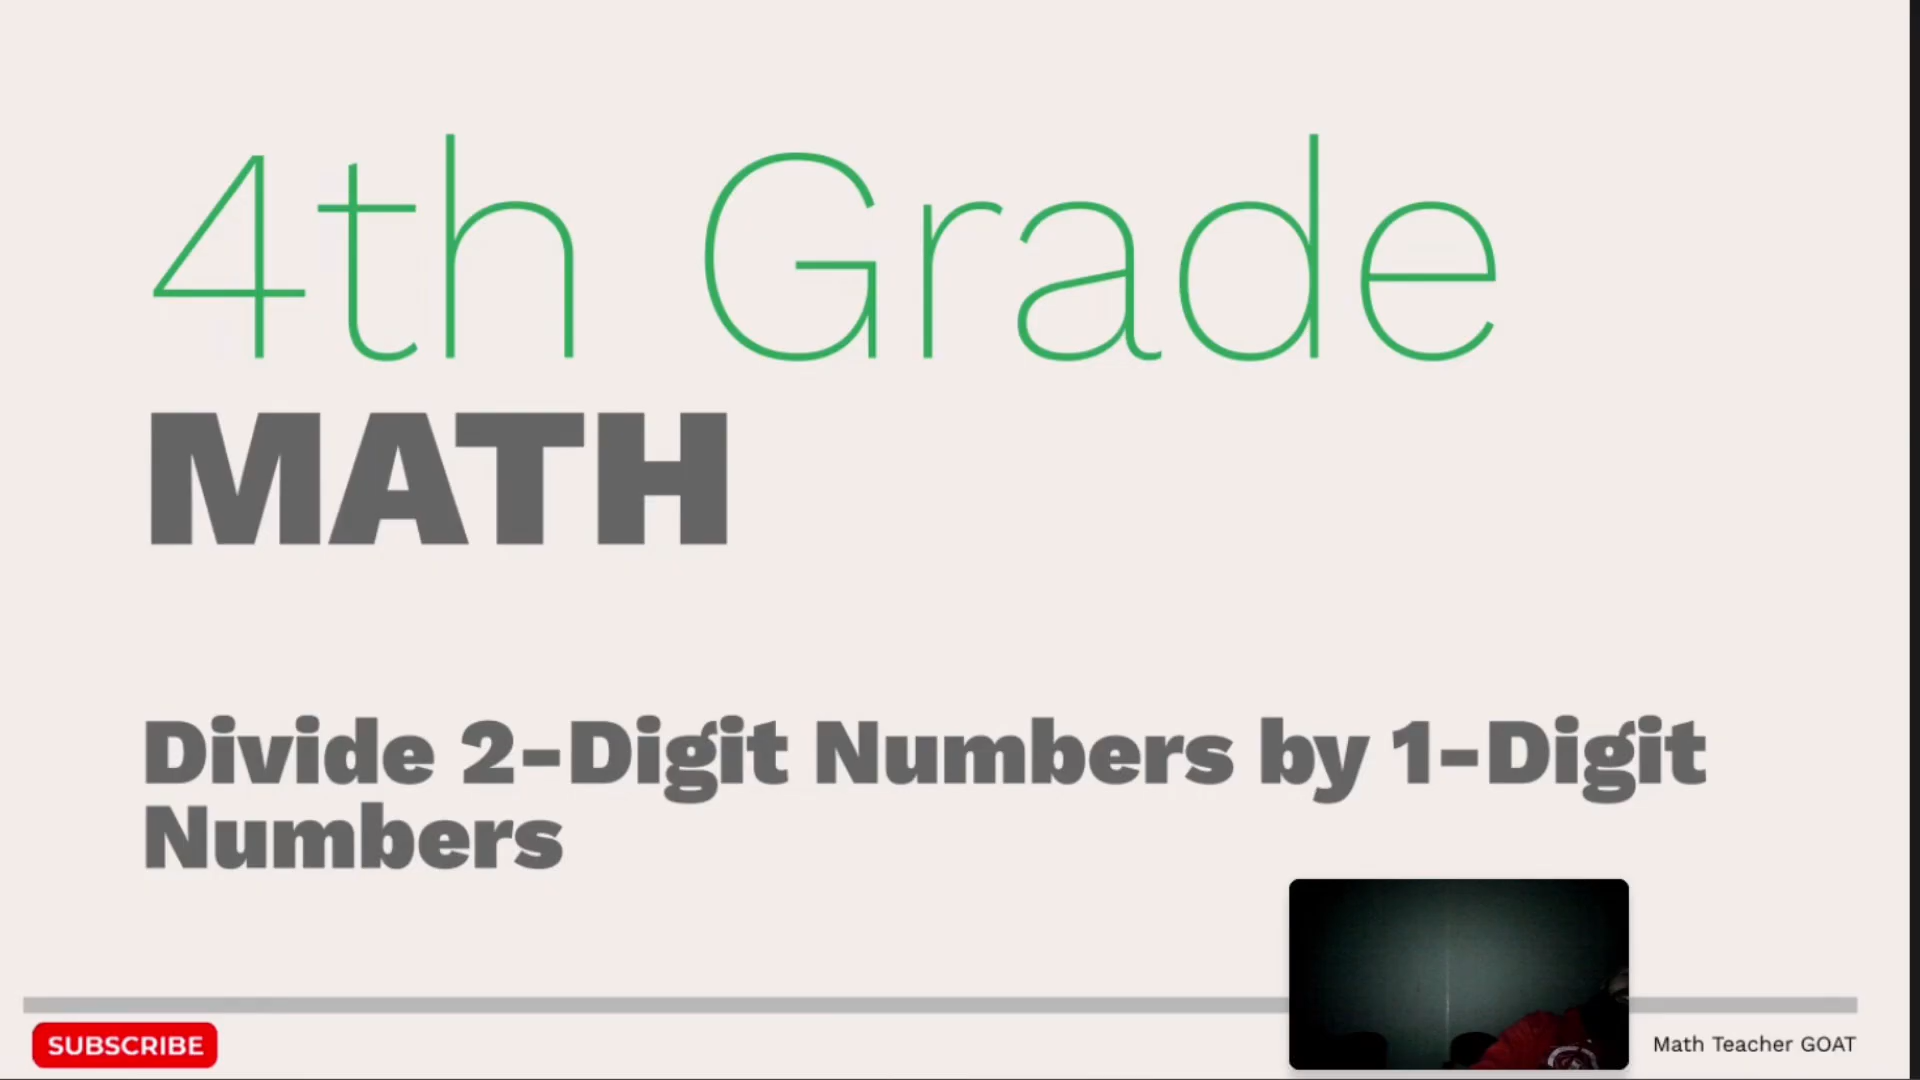 4th Grade
MATH
Divide 2-Digit Numbers by 1-Digit
Numbers
SUBSCRIBE
Math Teacher GOAT